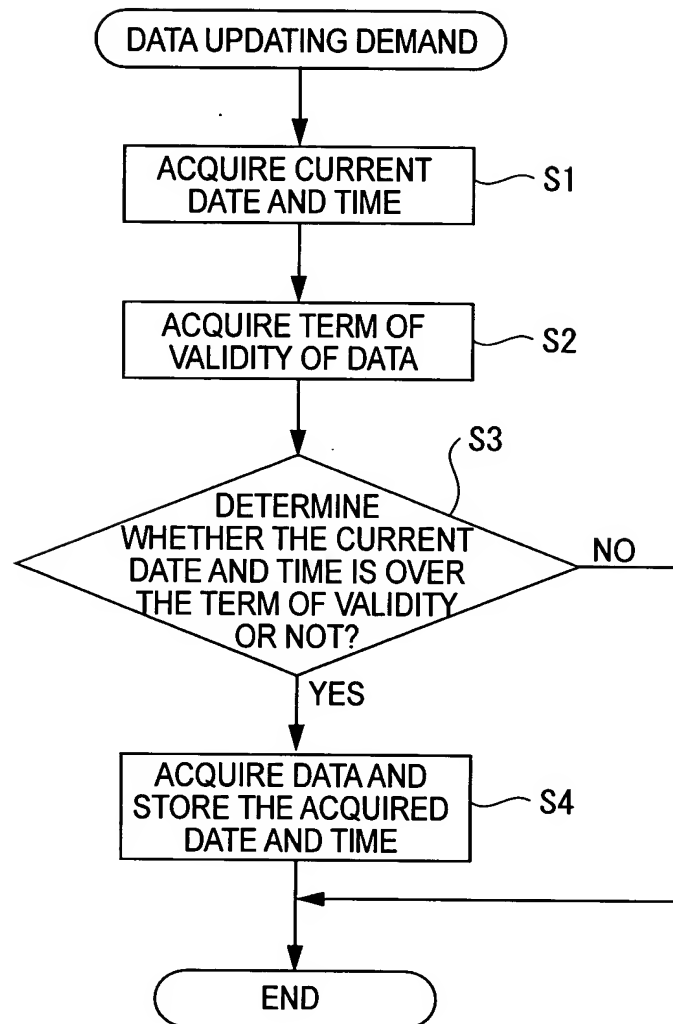 DATA UPDATING DEMAND
ACQUIRE CURRENT
DATE AND TIME
S1
ACQUIRE TERM OF
VALIDITY OF DATA
S2
S3
DETERMINE
WHETHER THE CURRENT
DATE AND TIME IS OVER
THE TERM OF VALIDITY
OR NOT?
NO
YES
ACQUIRE DATA AND
STORE THE ACQUIRED
DATE AND TIME
S4
END